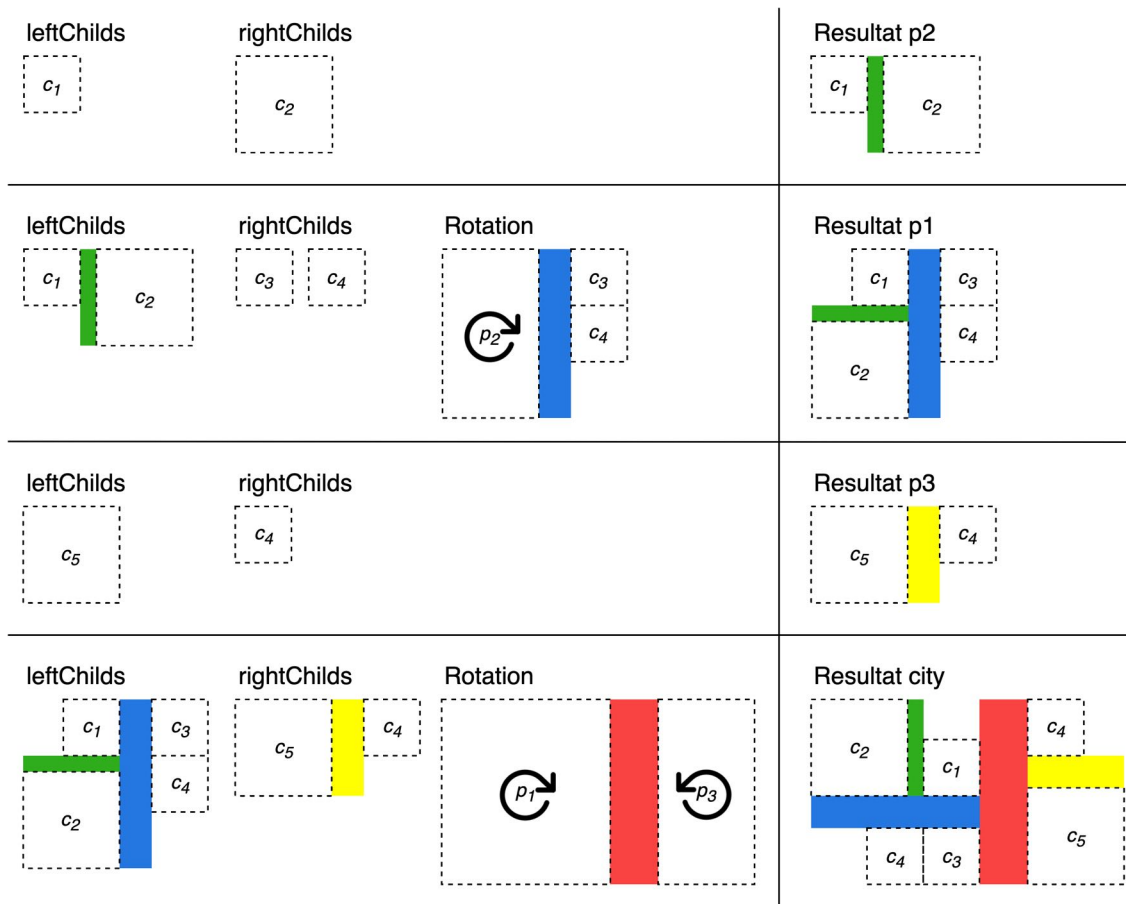 leftChilds rightChilds Resultat p2
c1 c2 c1 c2
leftChilds rightChilds Rotation Resultat p1
c1 c2 c3 c4 c3 c1 c3
p2 c4 c4
c2
leftChilds rightChilds Resultat p3
c5 c4 c5 c4
leftChilds rightChilds Rotation Resultat city
c1 c3 c5 c4 c2 c4
c4 p1 p3 c1
c2 c5
c4 c3